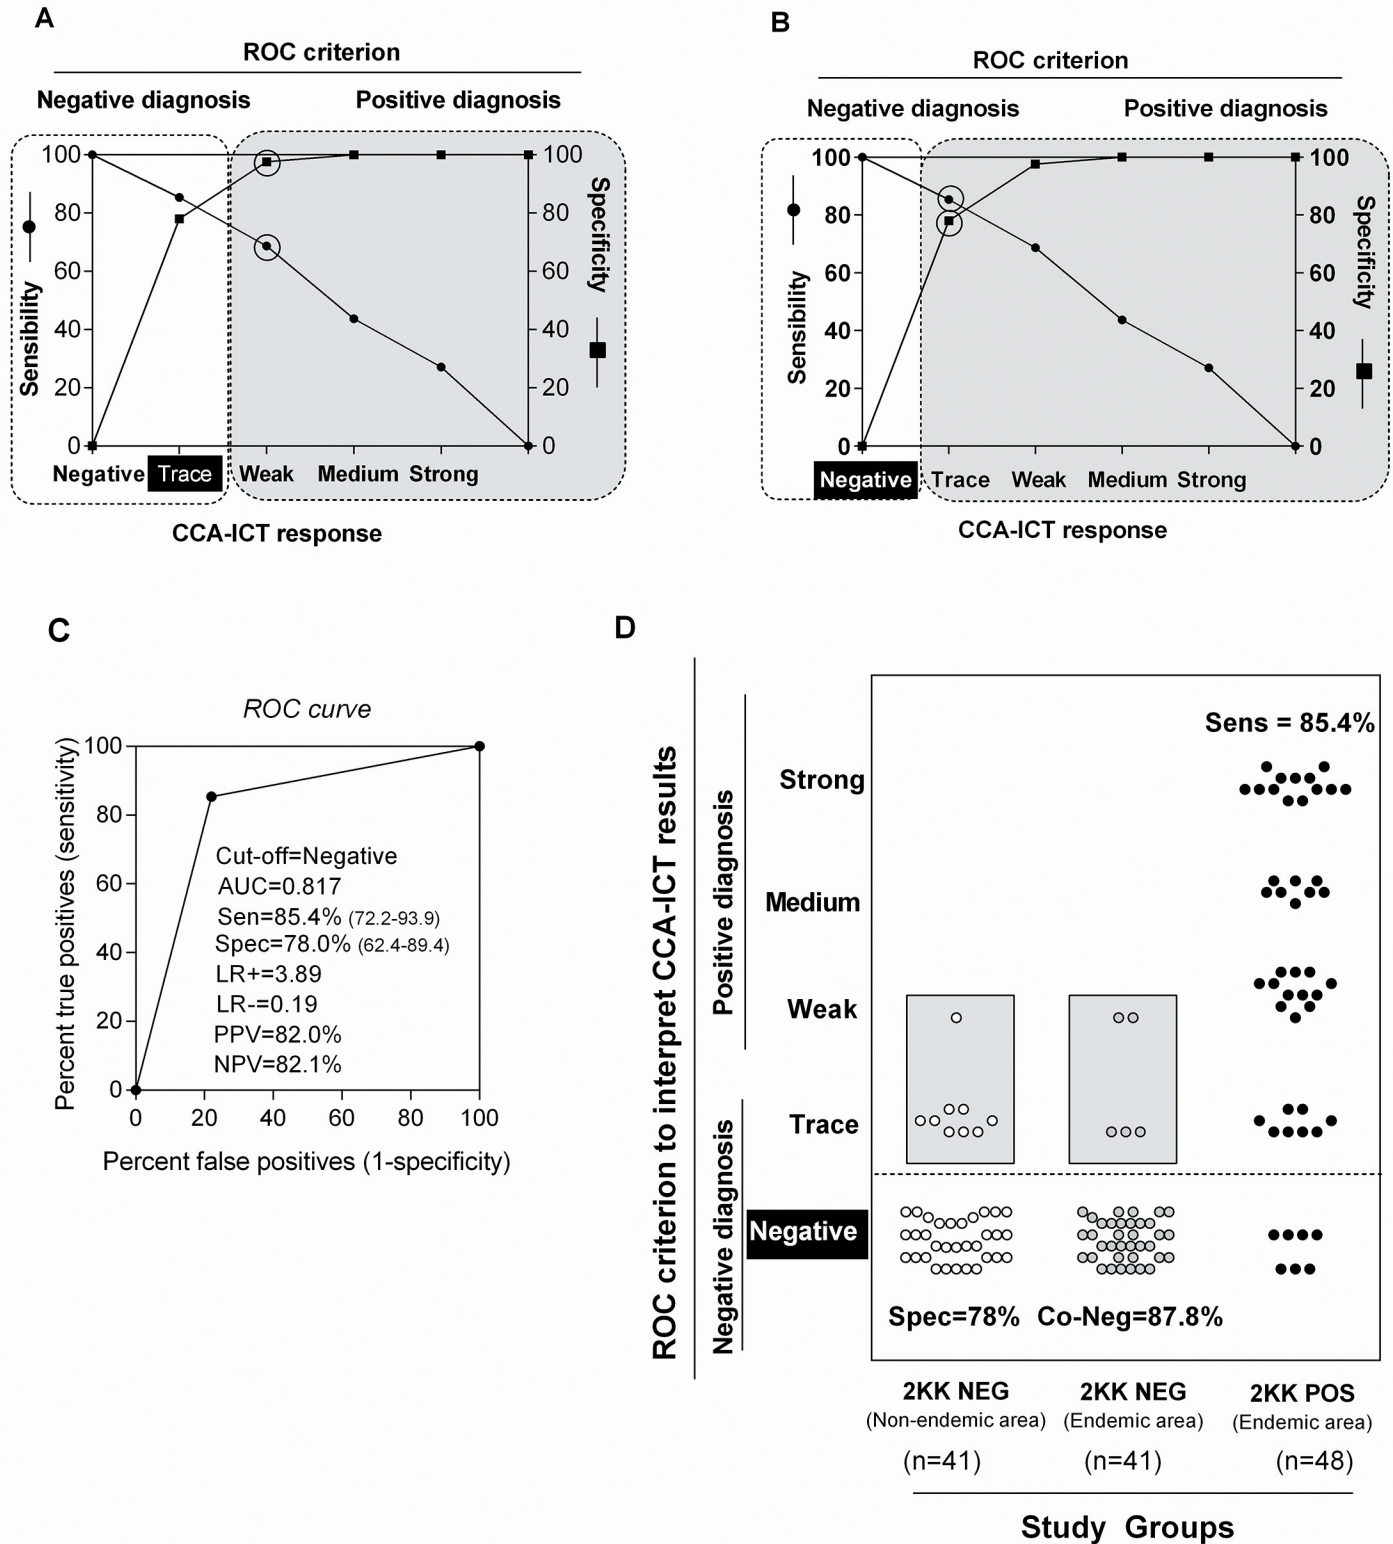 A
ROC criterion
Negative diagnosis
Positive diagnosis
100
80
60
40
20
0
Sensibility
100
80
60
40
20
0
Specificity
Negative
Trace
Weak
Medium
Strong
CCA-ICT response
B
ROC criterion
Negative diagnosis
Positive diagnosis
100
80
60
40
20
0
Sensibility
100
80
60
40
20
0
Specificity
Negative
Trace
Weak
Medium
Strong
CCA-ICT response
C
ROC curve
Percent true positives (sensitivity)
100
80
60
40
20
0
Cut-off=Negative
AUC=0.817
Sen=85.4% (72.2-93.9)
Spec=78.0% (62.4-89.4)
LR+=3.89
LR-=0.19
PPV=82.0%
NPV=82.1%
0 20 40 60 80 100
Percent false positives (1-specificity)
D
ROC criterion to interpret CCA-ICT results
Positive diagnosis
Negative diagnosis
Strong
Medium
Weak
Trace
Negative
Sens = 85.4%
Spec=78%
Co-Neg=87.8%
2KK NEG
(Non-endemic area)
(n=41)
2KK NEG
(Endemic area)
(n=41)
2KK POS
(Endemic area)
(n=48)
Study Groups